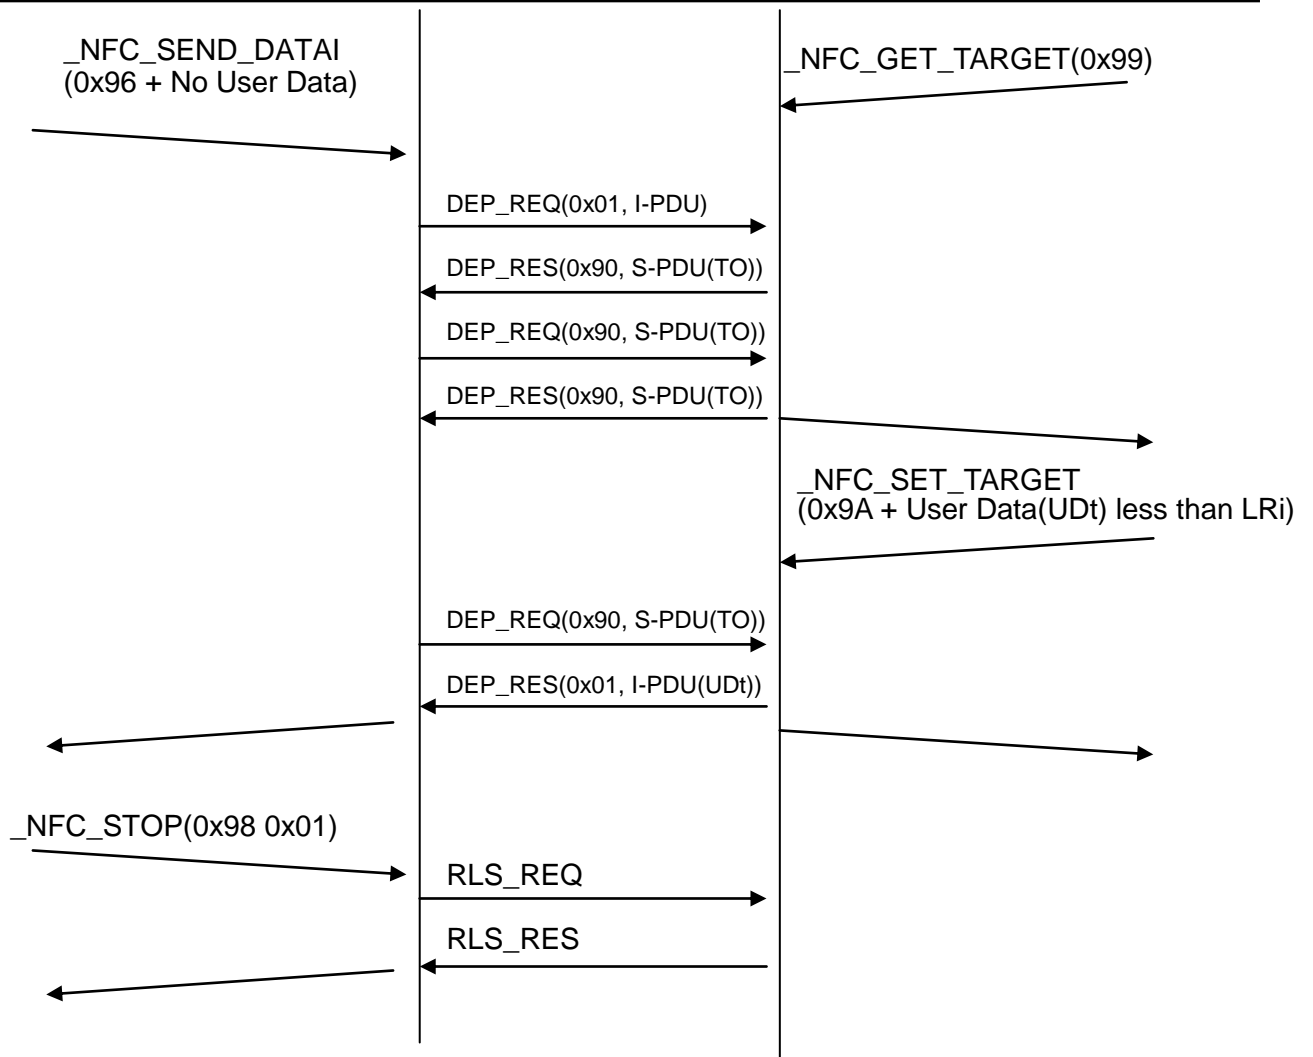 _NFC_SEND_DATAI
(0x96 + No User Data)
_NFC_GET_TARGET(0x99)
DEP_REQ(0x01, I-PDU)
DEP_RES(0x90, S-PDU(TO))
DEP_REQ(0x90, S-PDU(TO))
DEP_RES(0x90, S-PDU(TO))
_NFC_SET_TARGET
(0x9A + User Data(UDt) less than LRi)
DEP_REQ(0x90, S-PDU(TO))
DEP_RES(0x01, I-PDU(UDt))
_NFC_STOP(0x98 0x01)
RLS_REQ
RLS_RES